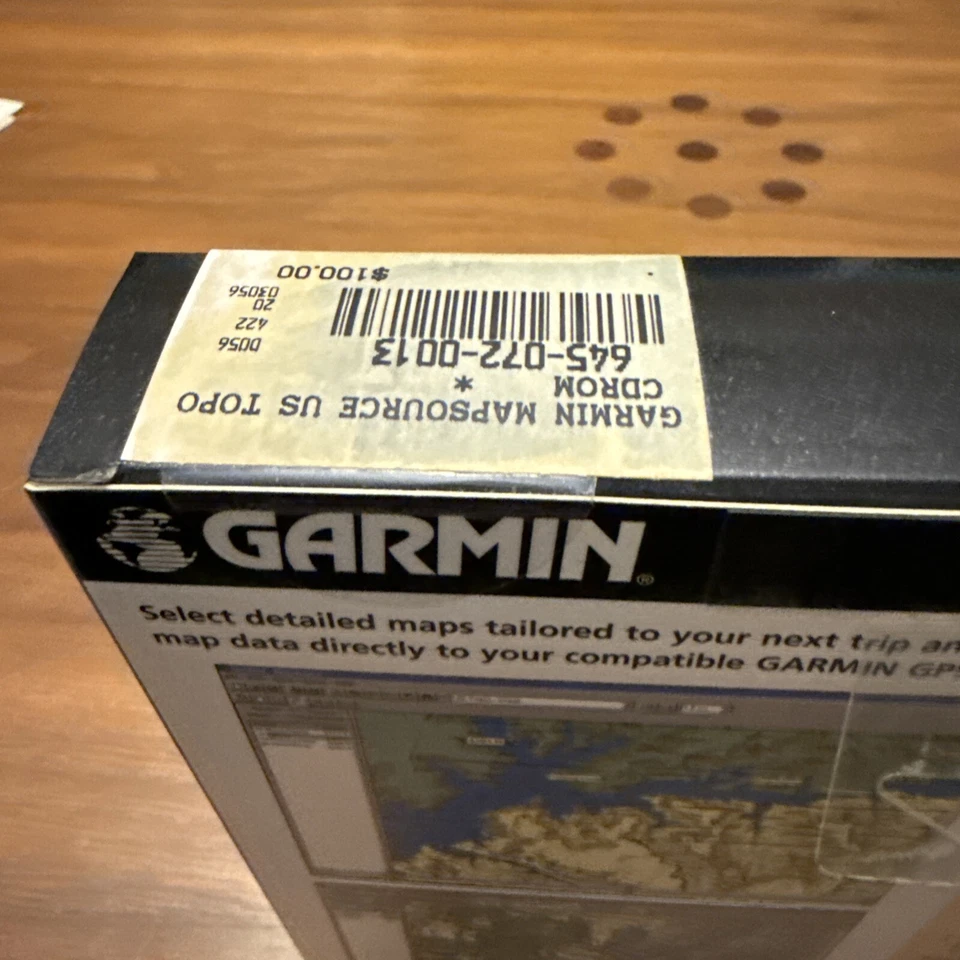 GARMIN MAPSOURCE US TOPO
CDROM *
645-072-0013
D056
422
20
03056
$100.00
GARMIN®
Select detailed maps tailored to your next trip an
map data directly to your compatible GARMIN GPS